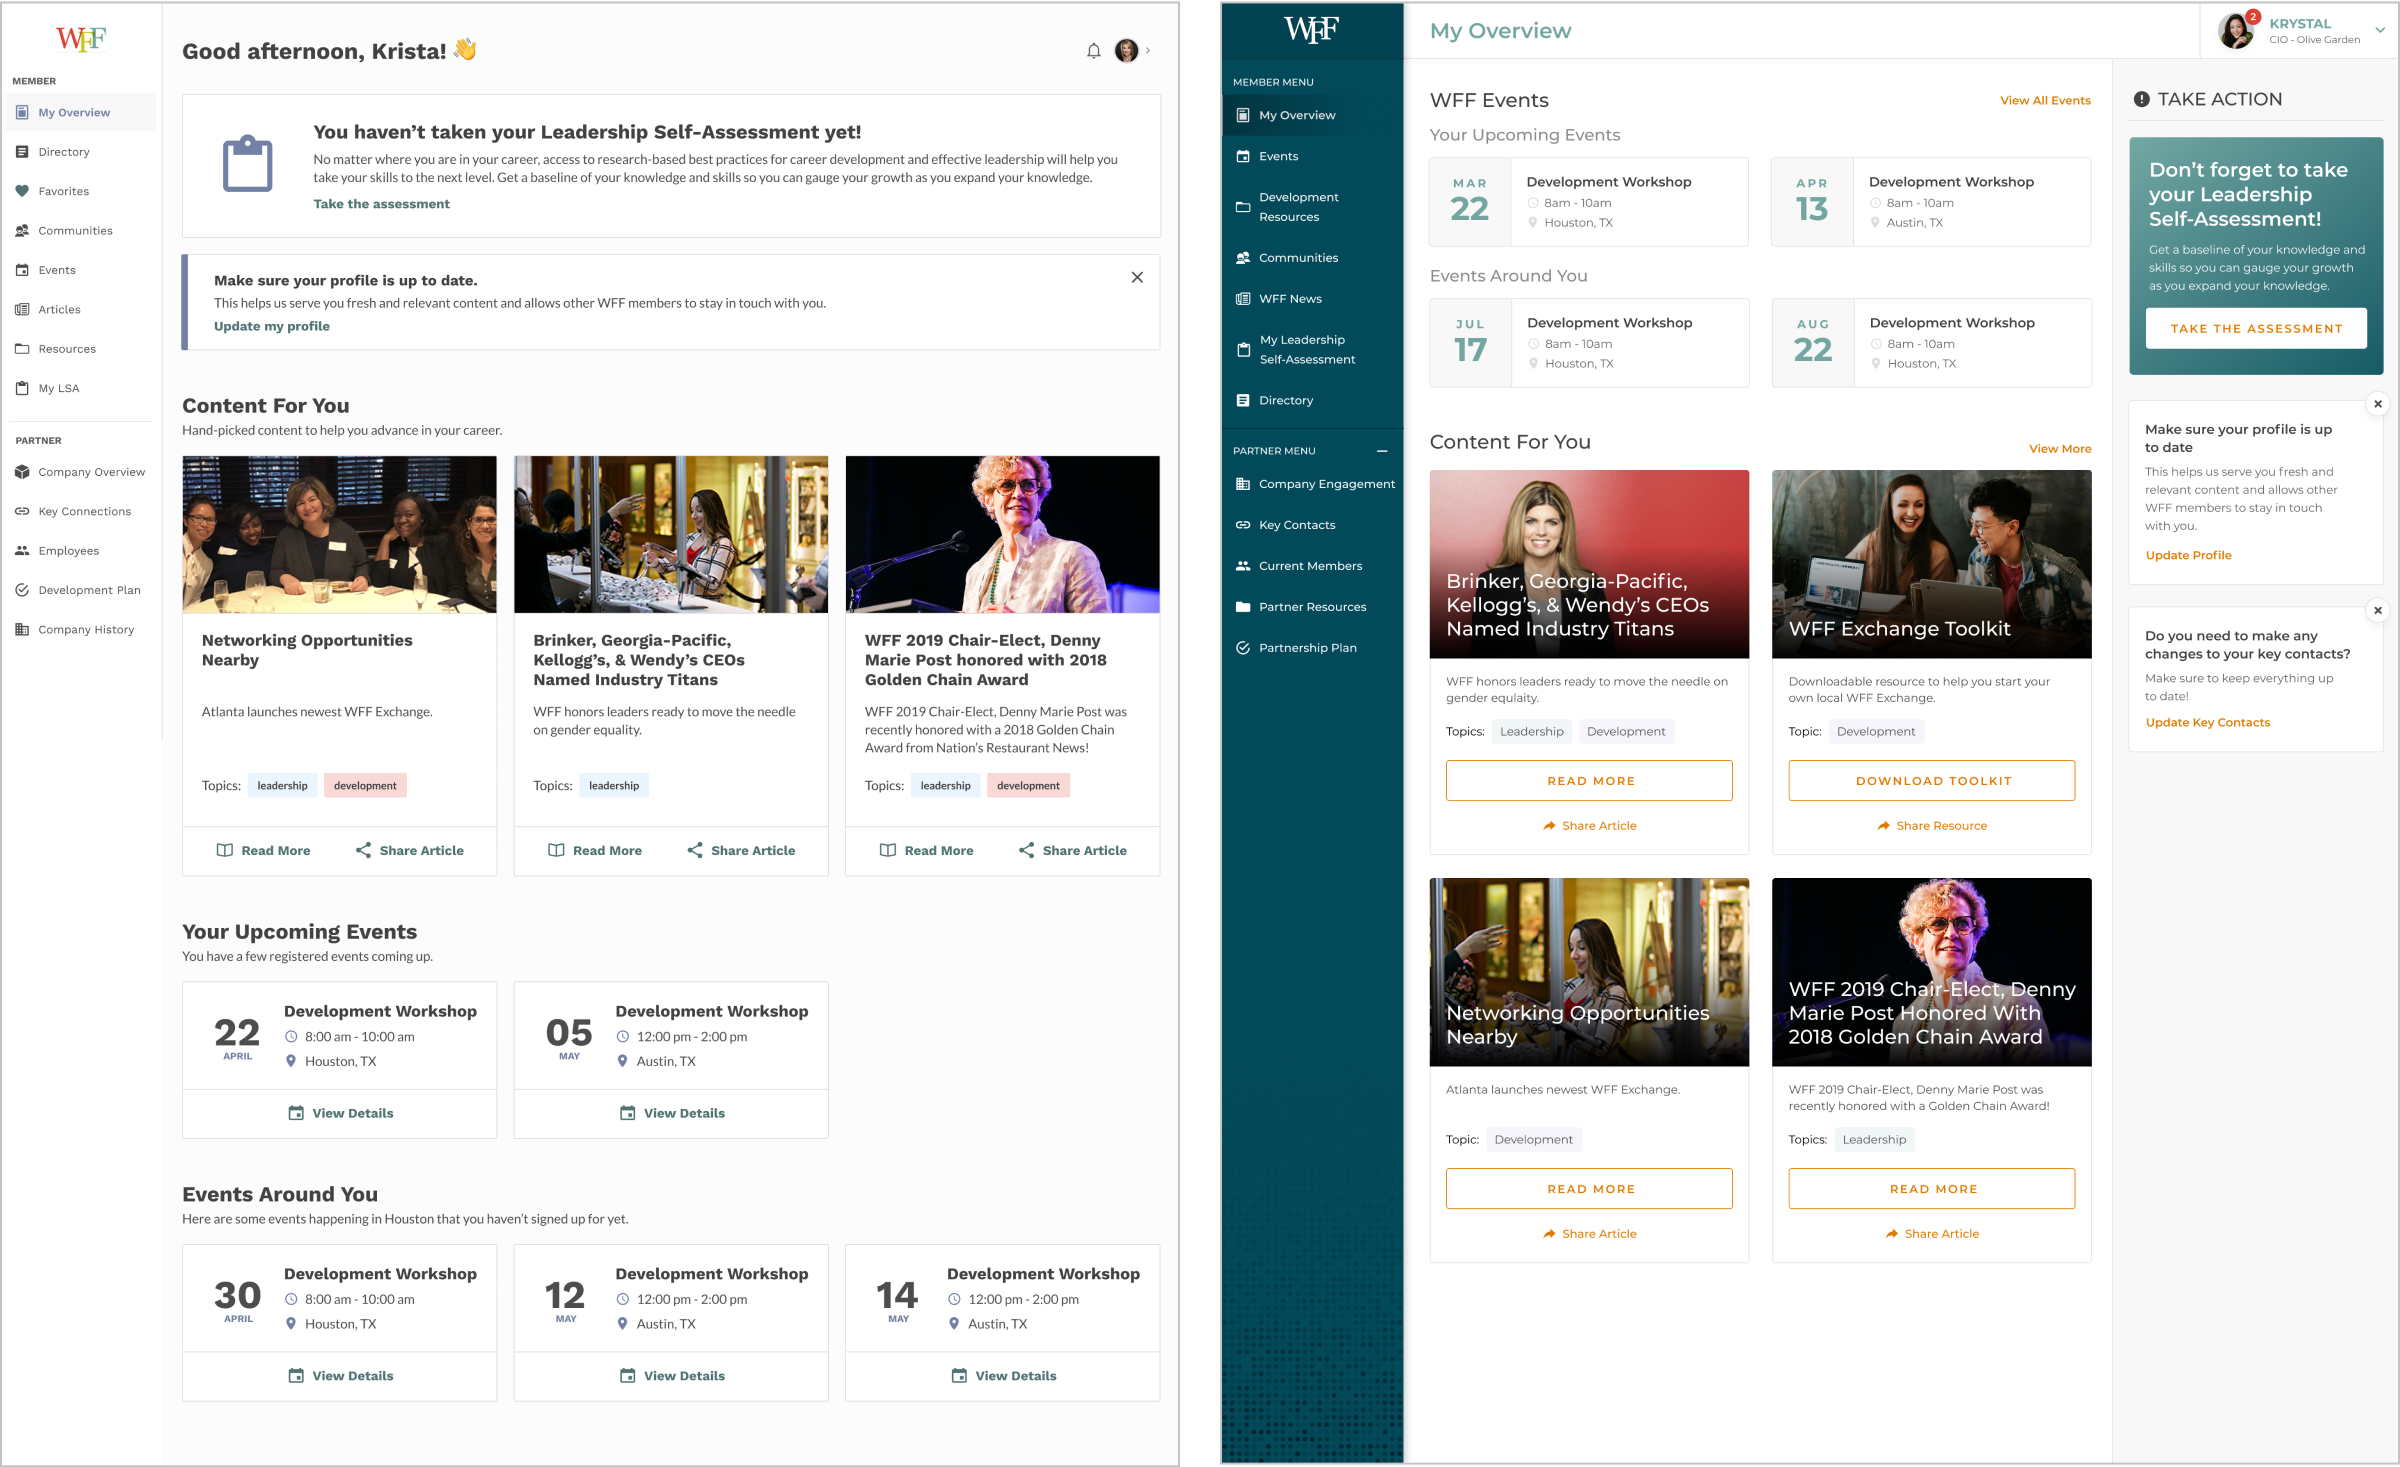 WFF
MEMBER
My Overview
Directory
Favorites
Communities
Events
Articles
Resources
My LSA
PARTNER
Company Overview
Key Connections
Employees
Development Plan
Company History
Good afternoon, Krista! 👋
You haven't taken your Leadership Self-Assessment yet!
No matter where you are in your career, access to research-based best practices for career development and effective leadership will help you
take your skills to the next level. Get a baseline of your knowledge and skills so you can gauge your growth as you expand your knowledge.
Take the assessment
Make sure your profile is up to date.
This helps us serve you fresh and relevant content and allows other WFF members to stay in touch with you.
Update my profile
Content For You
Hand-picked content to help you advance in your career.
Networking Opportunities
Nearby
Atlanta launches newest WFF Exchange.
Topics: leadership development
Read More Share Article
Brinker, Georgia-Pacific,
Kellogg's, & Wendy's CEOs
Named Industry Titans
WFF honors leaders ready to move the needle
on gender equality.
Topics: leadership
Read More Share Article
WFF 2019 Chair-Elect, Denny
Marie Post honored with 2018
Golden Chain Award
WFF 2019 Chair-Elect, Denny Marie Post was
recently honored with a 2018 Golden Chain
Award from Nation's Restaurant News!
Topics: leadership development
Read More Share Article
Your Upcoming Events
You have a few registered events coming up.
22
APRIL
Development Workshop
8:00 am - 10:00 am
Houston, TX
View Details
05
MAY
Development Workshop
12:00 pm - 2:00 pm
Austin, TX
View Details
Events Around You
Here are some events happening in Houston that you haven't signed up for yet.
30
APRIL
Development Workshop
8:00 am - 10:00 am
Houston, TX
View Details
12
MAY
Development Workshop
12:00 pm - 2:00 pm
Austin, TX
View Details
14
MAY
Development Workshop
12:00 pm - 2:00 pm
Austin, TX
View Details
WFF
MEMBER MENU
My Overview
Events
Development
Resources
Communities
WFF News
My Leadership
Self-Assessment
Directory
PARTNER MENU
Company Engagement
Key Contacts
Current Members
Partner Resources
Partnership Plan
My Overview
2
KRYSTAL
CIO - Olive Garden
WFF Events
View All Events
Your Upcoming Events
MAR
22
Development Workshop
8am - 10am
Houston, TX
APR
13
Development Workshop
8am - 10am
Austin, TX
Events Around You
JUL
17
Development Workshop
8am - 10am
Houston, TX
AUG
22
Development Workshop
8am - 10am
Houston, TX
Content For You
View More
Brinker, Georgia-Pacific,
Kellogg's, & Wendy's CEOs
Named Industry Titans
WFF honors leaders ready to move the needle on
gender equlaity.
Topics: Leadership Development
READ MORE
Share Article
WFF Exchange Toolkit
Downloadable resource to help you start your
own local WFF Exchange.
Topic: Development
DOWNLOAD TOOLKIT
Share Resource
Networking Opportunities
Nearby
Atlanta launches newest WFF Exchange.
Topic: Development
READ MORE
Share Article
WFF 2019 Chair-Elect, Denny
Marie Post Honored With
2018 Golden Chain Award
WFF 2019 Chair-Elect, Denny Marie Post was
recently honored with a Golden Chain Award!
Topics: Leadership
READ MORE
Share Article
TAKE ACTION
Don't forget to take
your Leadership
Self-Assessment!
Get a baseline of your knowledge and
skills so you can gauge your growth
as you expand your knowledge.
TAKE THE ASSESSMENT
Make sure your profile is up
to date
This helps us serve you fresh and
relevant content and allows other
WFF members to stay in touch
with you.
Update Profile
Do you need to make any
changes to your key contacts?
Make sure to keep everything up
to date!
Update Key Contacts